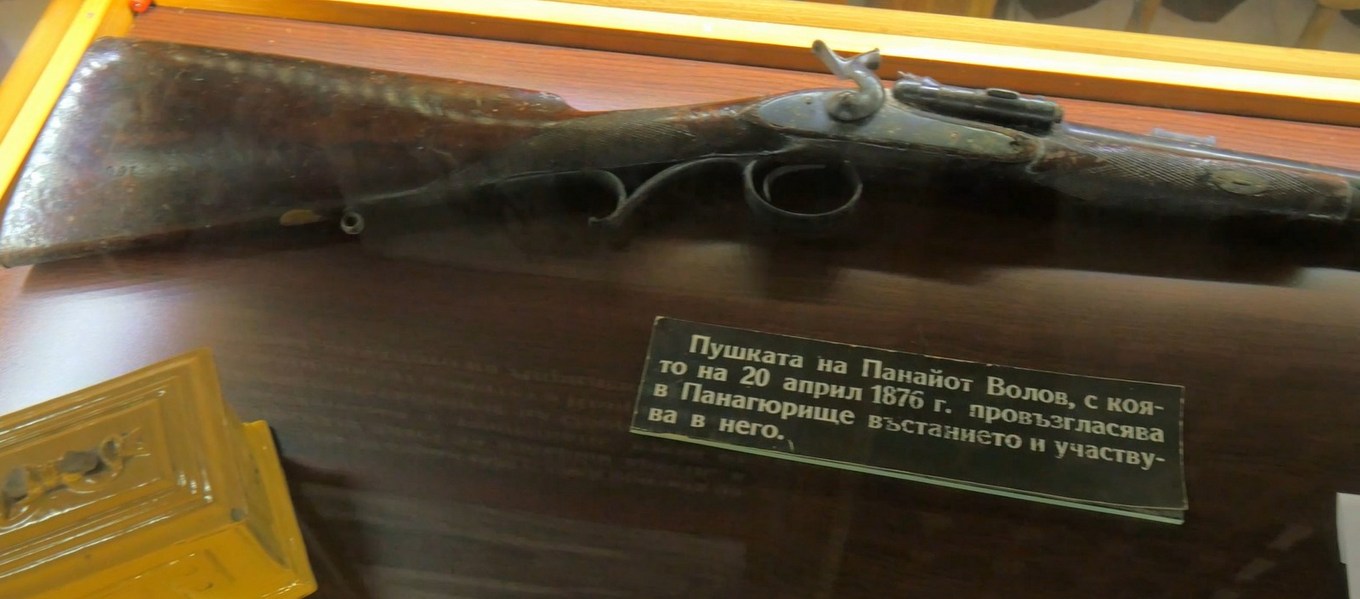 Пушката на Панайот Волов, с коя-
то на 20 април 1876 г. провъзгласява
в Панагюрище въстанието и участву-
ва в него.